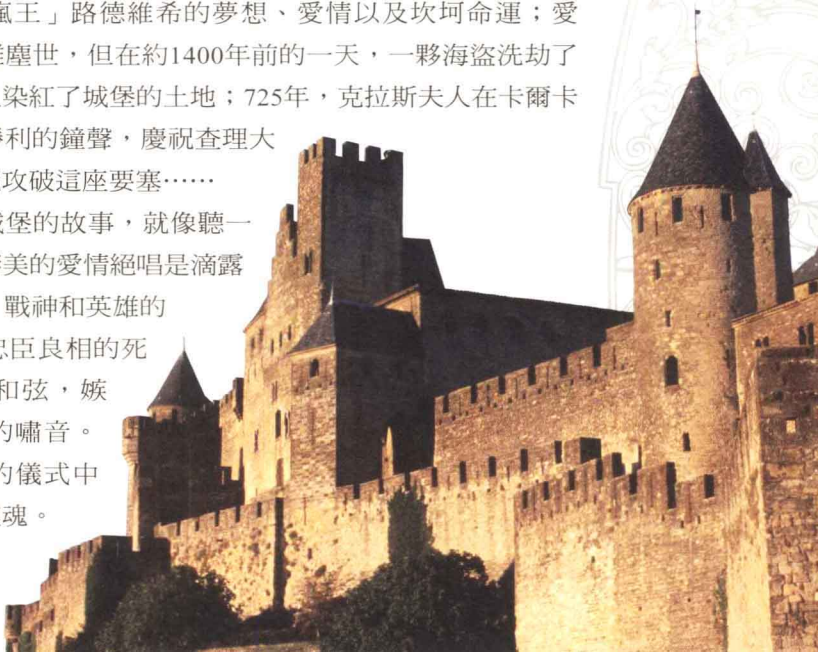 瘋王」路德維希的夢想、愛情以及坎坷命運；愛
塵世，但在約1400年前的一天，一夥海盜洗劫了
染紅了城堡的土地；725年，克拉斯夫人在卡爾卡
勝利的鐘聲，慶祝查理大
攻破這座要塞……
城堡的故事，就像聽一
美的愛情絕唱是滴露
戰神和英雄的
忠臣良相的死
和弦，嫉
的嘯音。
的儀式中
魂。